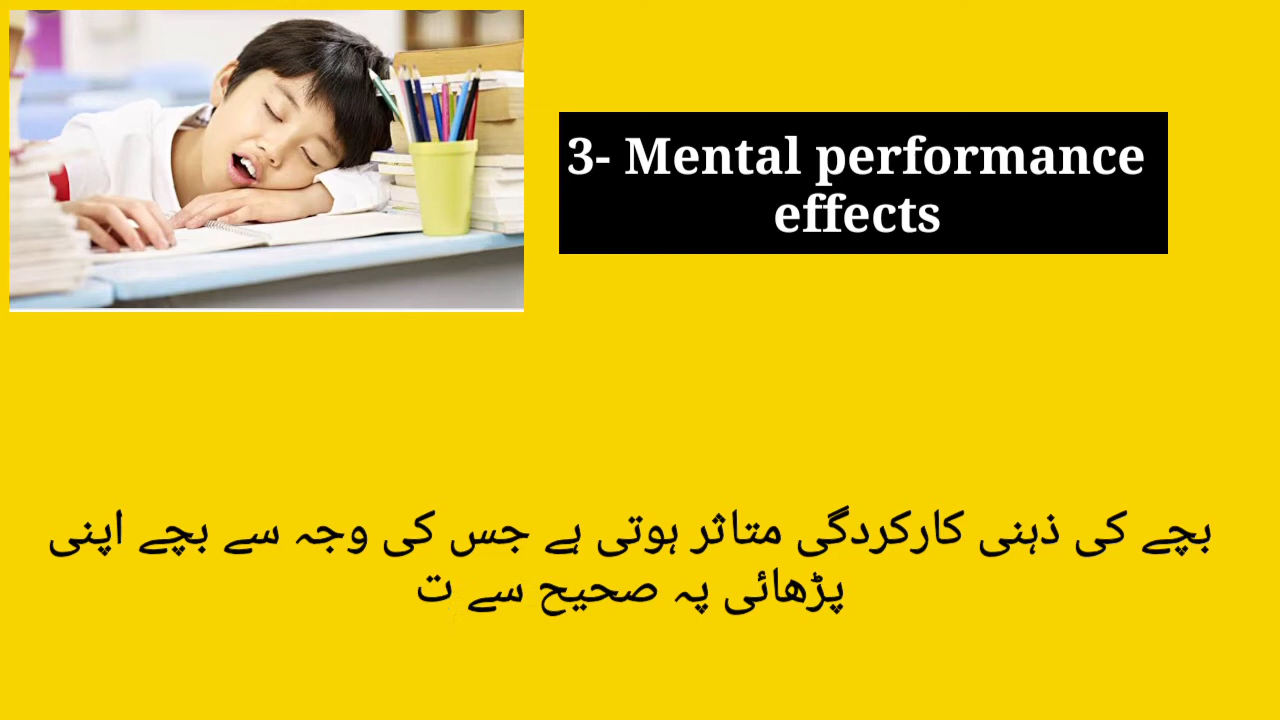 3- Mental performance
effects
بچے کی ذہنی کارکردگی متاثر ہوتی ہے جس کی وجہ سے بچے اپنی
پڑھائی پہ صحیح سے ت